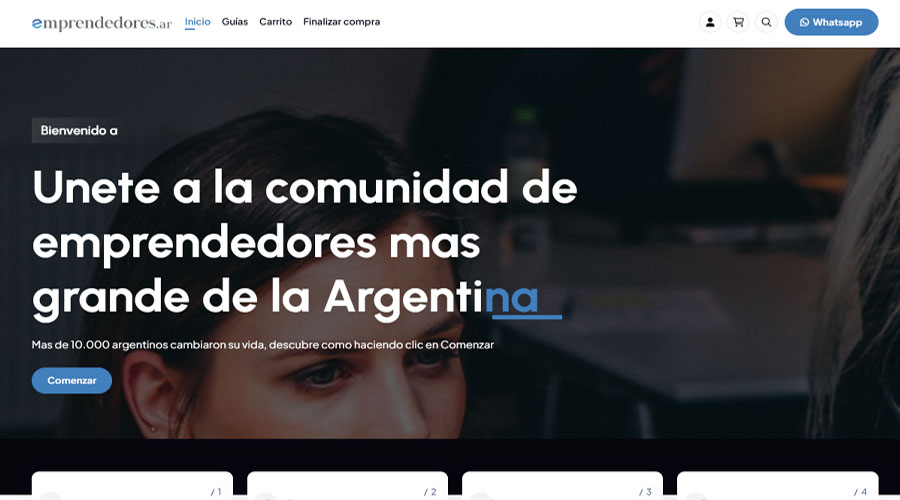 emprendedores.ar
Inicio Guías Carrito Finalizar compra
Whatsapp
Bienvenido a
Unete a la comunidad de
emprendedores mas
grande de la Argentina
Mas de 10.000 argentinos cambiaron su vida, descubre como haciendo clic en Comenzar
Comenzar
/ 1 / 2 / 3 / 4